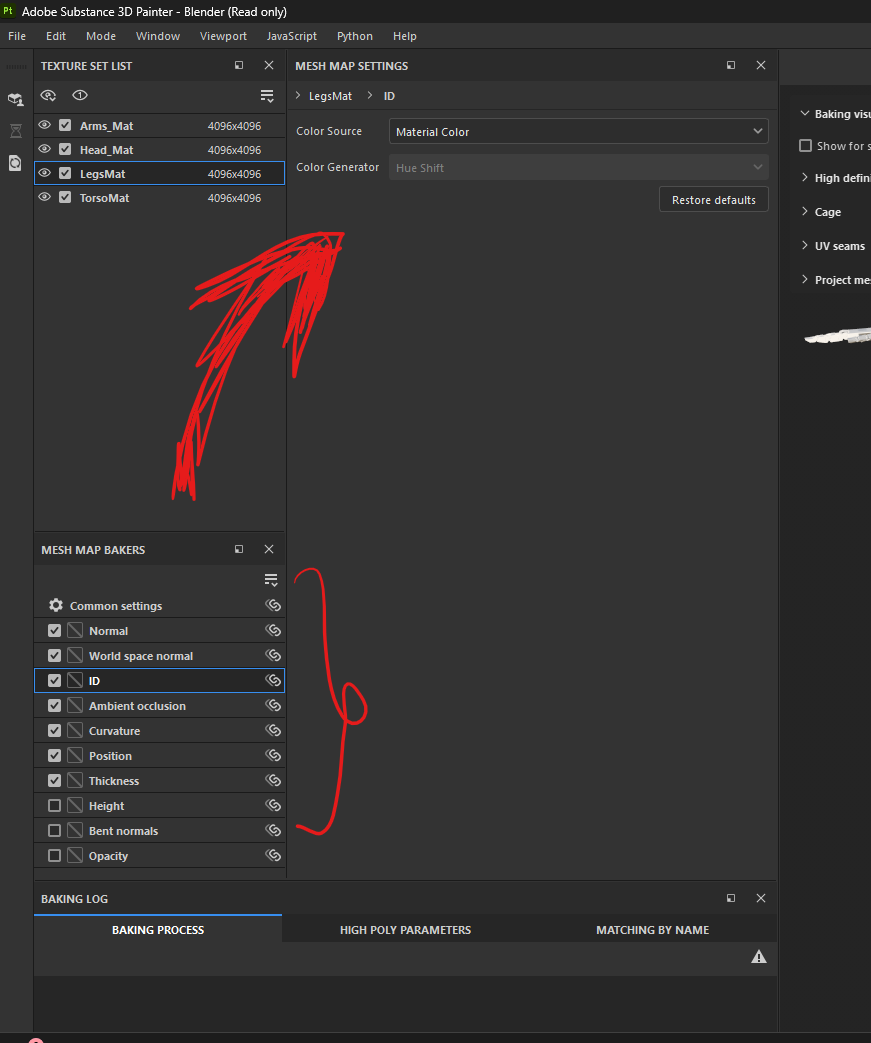 Pt Adobe Substance 3D Painter - Blender (Read only)
File Edit Mode Window Viewport JavaScript Python Help
TEXTURE SET LIST
Arms_Mat 4096x4096
Head_Mat 4096x4096
LegsMat 4096x4096
TorsoMat 4096x4096
MESH MAP SETTINGS
LegsMat > ID
Color Source Material Color
Color Generator Hue Shift
Restore defaults
Baking visu
Show for s
High defini
Cage
UV seams
Project mes
MESH MAP BAKERS
Common settings
Normal
World space normal
ID
Ambient occlusion
Curvature
Position
Thickness
Height
Bent normals
Opacity
BAKING LOG
BAKING PROCESS HIGH POLY PARAMETERS MATCHING BY NAME